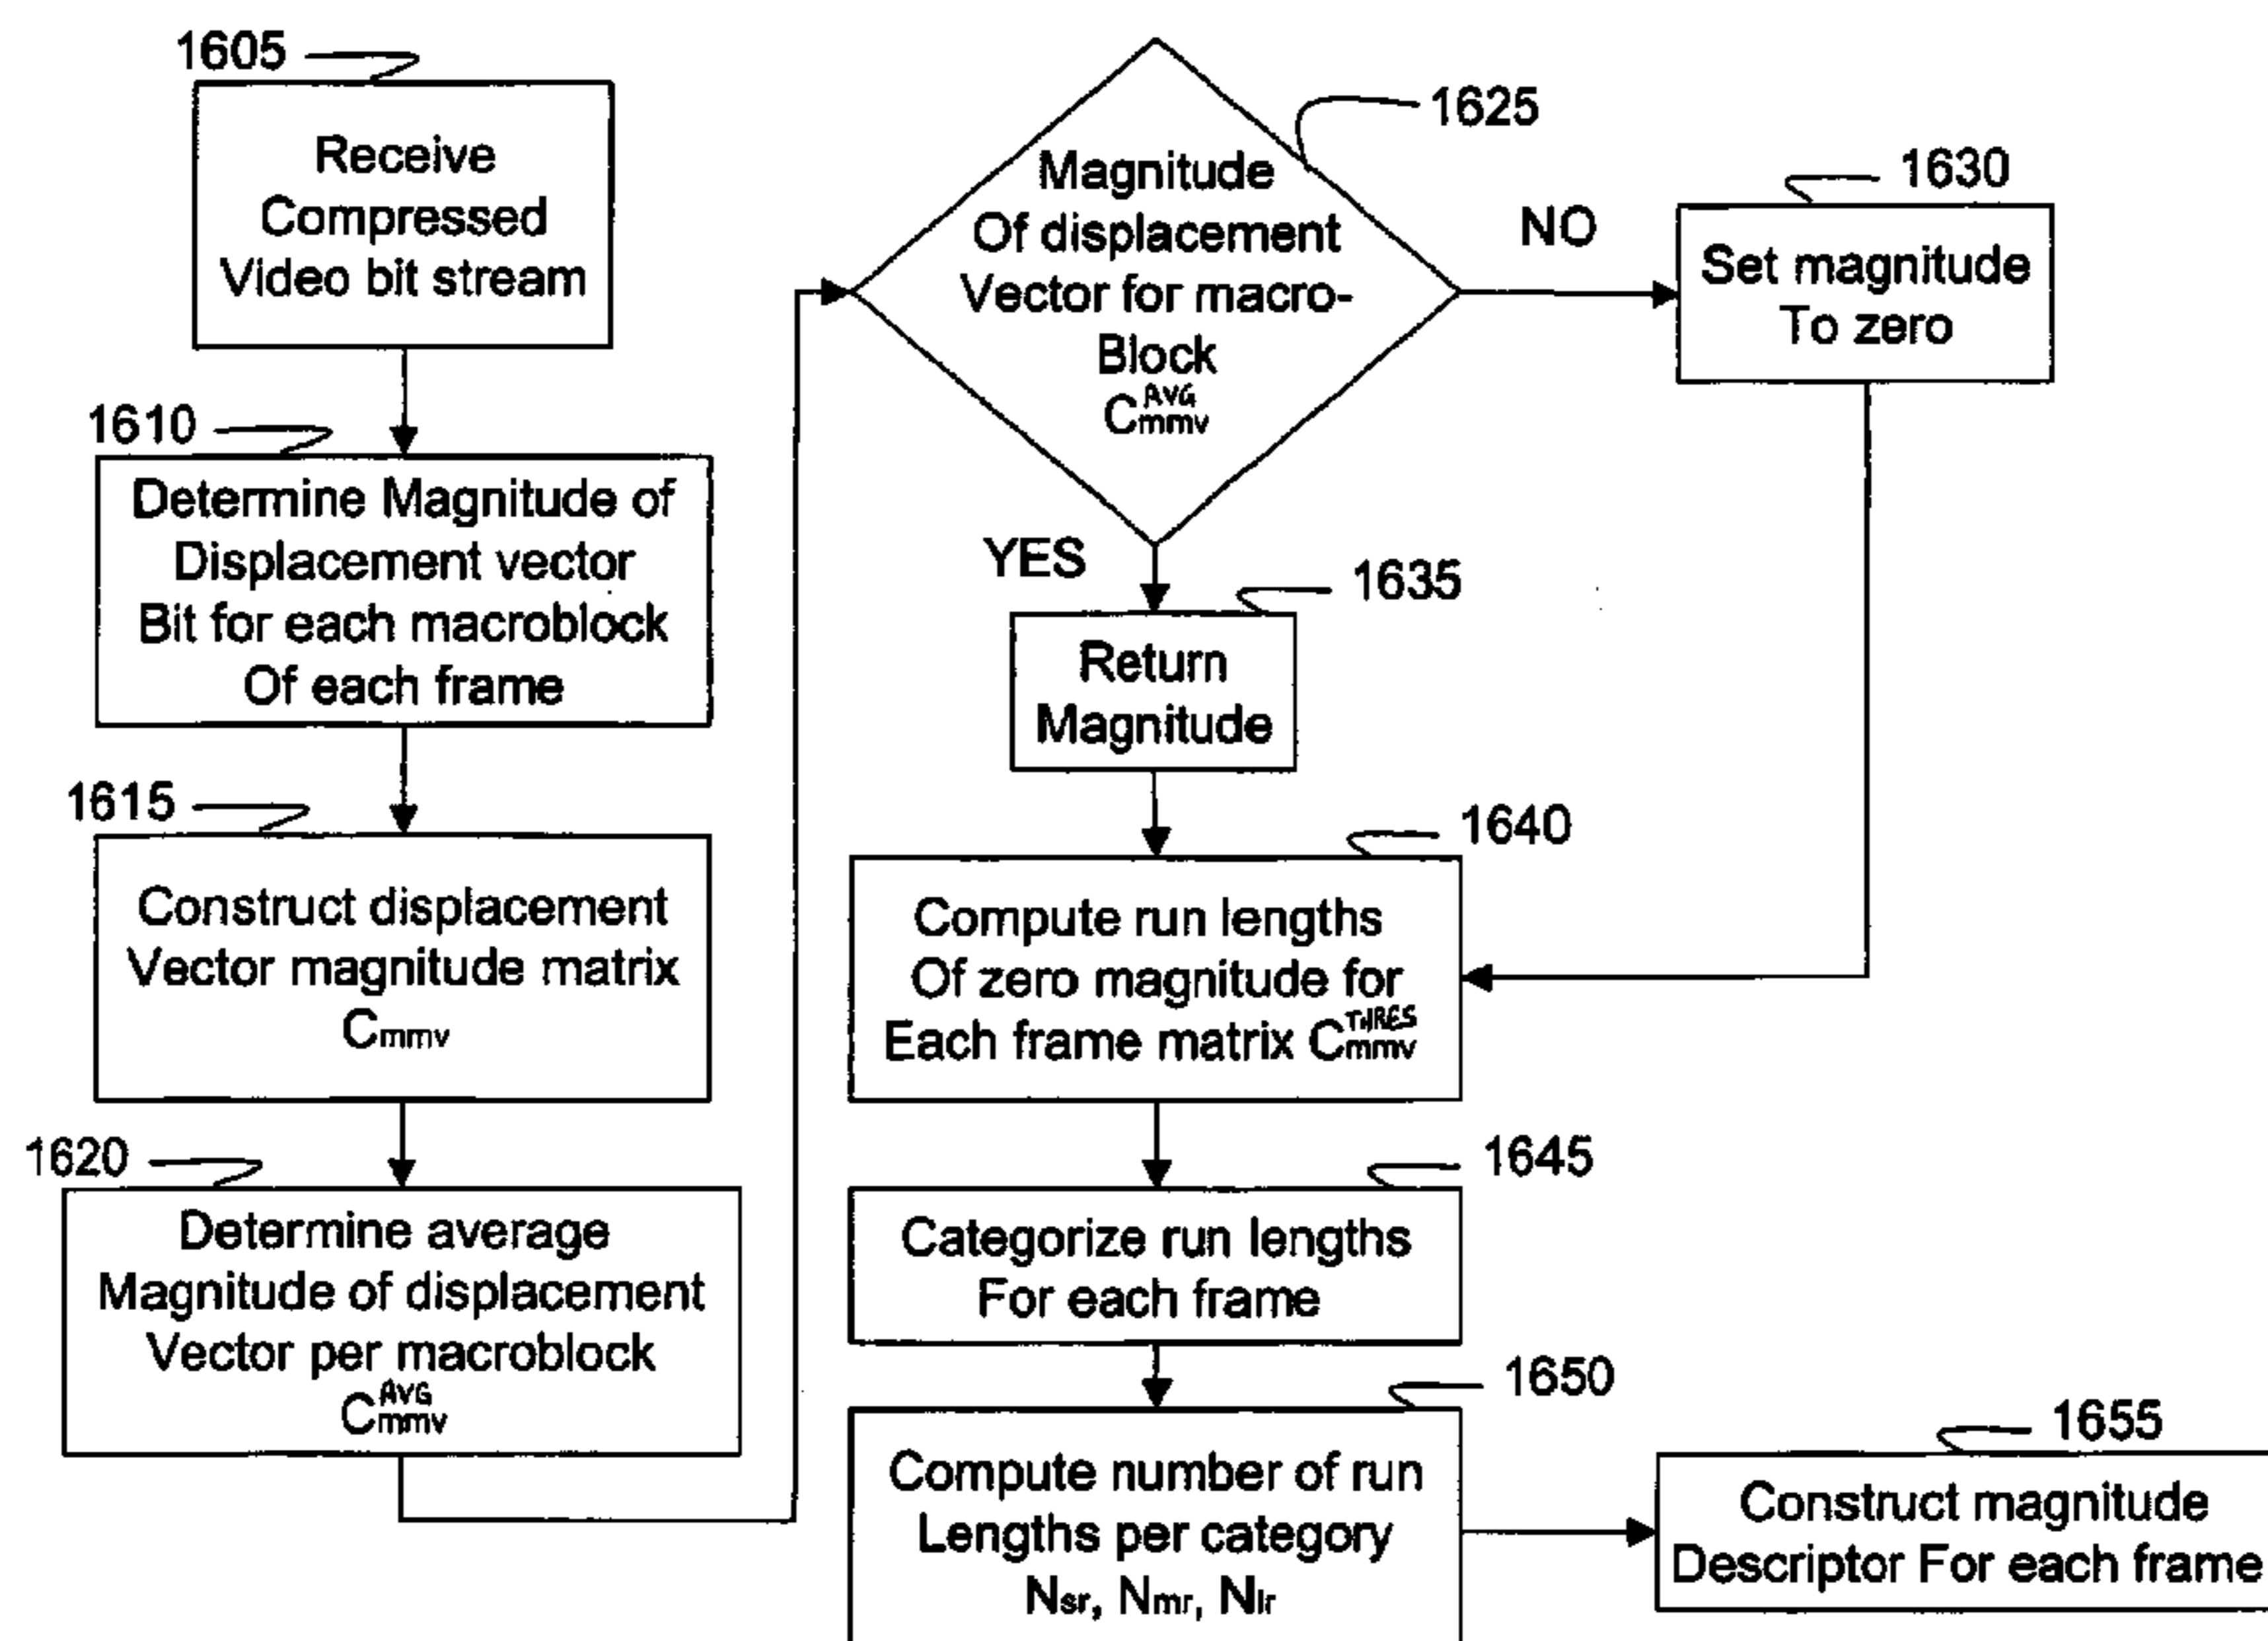 1605
Receive
Compressed
Video bit stream
1610
Determine Magnitude of
Displacement vector
Bit for each macroblock
Of each frame
1615
Construct displacement
Vector magnitude matrix
Cmmv
1620
Determine average
Magnitude of displacement
Vector per macroblock
C AVG mmv
1625
Magnitude
Of displacement
Vector for macro-
Block
C AVG mmv
NO
1630
Set magnitude
To zero
YES
1635
Return
Magnitude
1640
Compute run lengths
Of zero magnitude for
Each frame matrix C THRES mmv
1645
Categorize run lengths
For each frame
1650
Compute number of run
Lengths per category
Nsr, Nmr, Nlr
1655
Construct magnitude
Descriptor For each frame